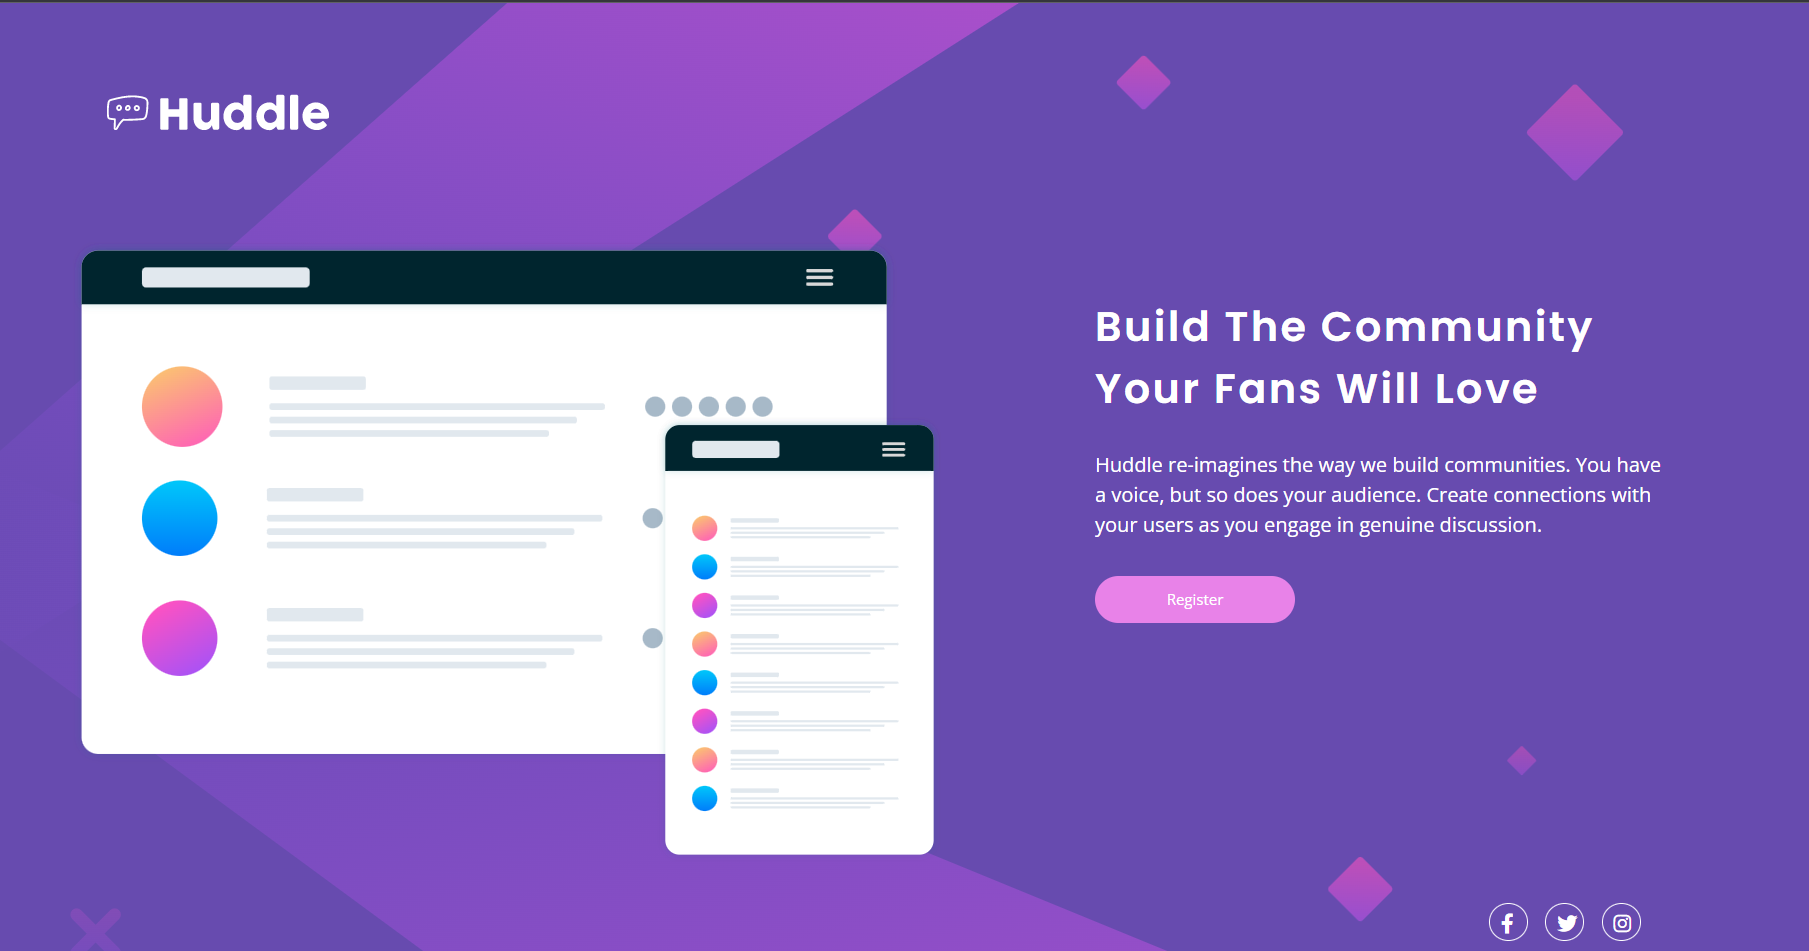 Huddle
Build The Community
Your Fans Will Love
Huddle re-imagines the way we build communities. You have
a voice, but so does your audience. Create connections with
your users as you engage in genuine discussion.
Register